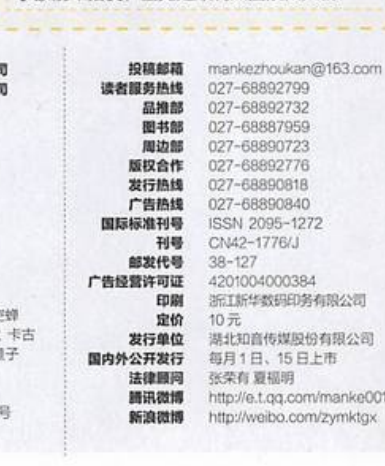 司
司
蝉
卡古
童子
号
投稿邮箱 mankezhoukan@163.com
读者服务热线 027-68892799
品推部 027-68892732
图书部 027-68887959
周边部 027-68890723
版权合作 027-68892776
发行热线 027-68890818
广告热线 027-68890840
国际标准刊号 ISSN 2095-1272
刊号 CN42-1776/J
邮发代号 38-127
广告经营许可证 4201004000384
印刷 浙江新华数码印务有限公司
定价 10元
发行单位 湖北知音传媒股份有限公司
国内外公开发行 每月1日、15日上市
法律顾问 张荣有 夏福明
腾讯微博 http://e.t.qq.com/manke001
新浪微博 http://weibo.com/zymktgx